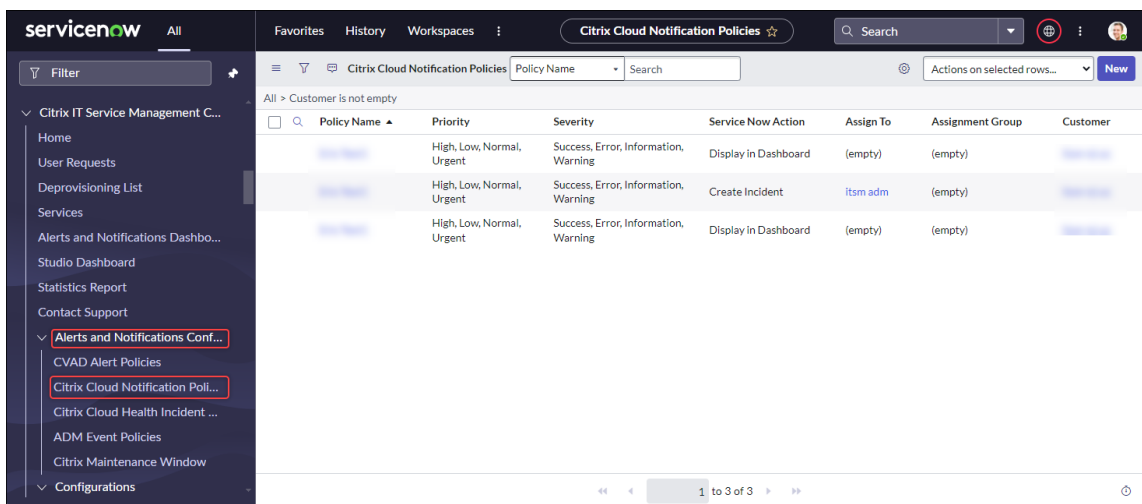 servicenow All Favorites History Workspaces Citrix Cloud Notification Policies Search
Filter
Citrix Cloud Notification Policies Policy Name Search Actions on selected rows... New
All > Customer is not empty
Policy Name Priority Severity Service Now Action Assign To Assignment Group Customer
High, Low, Normal, Urgent Success, Error, Information, Warning Display in Dashboard (empty) (empty)
High, Low, Normal, Urgent Success, Error, Information, Warning Create Incident itsm adm (empty)
High, Low, Normal, Urgent Success, Error, Information, Warning Display in Dashboard (empty) (empty)
Citrix IT Service Management C...
Home
User Requests
Deprovisioning List
Services
Alerts and Notifications Dashbo...
Studio Dashboard
Statistics Report
Contact Support
Alerts and Notifications Conf...
CVAD Alert Policies
Citrix Cloud Notification Poli...
Citrix Cloud Health Incident ...
ADM Event Policies
Citrix Maintenance Window
Configurations
1 to 3 of 3